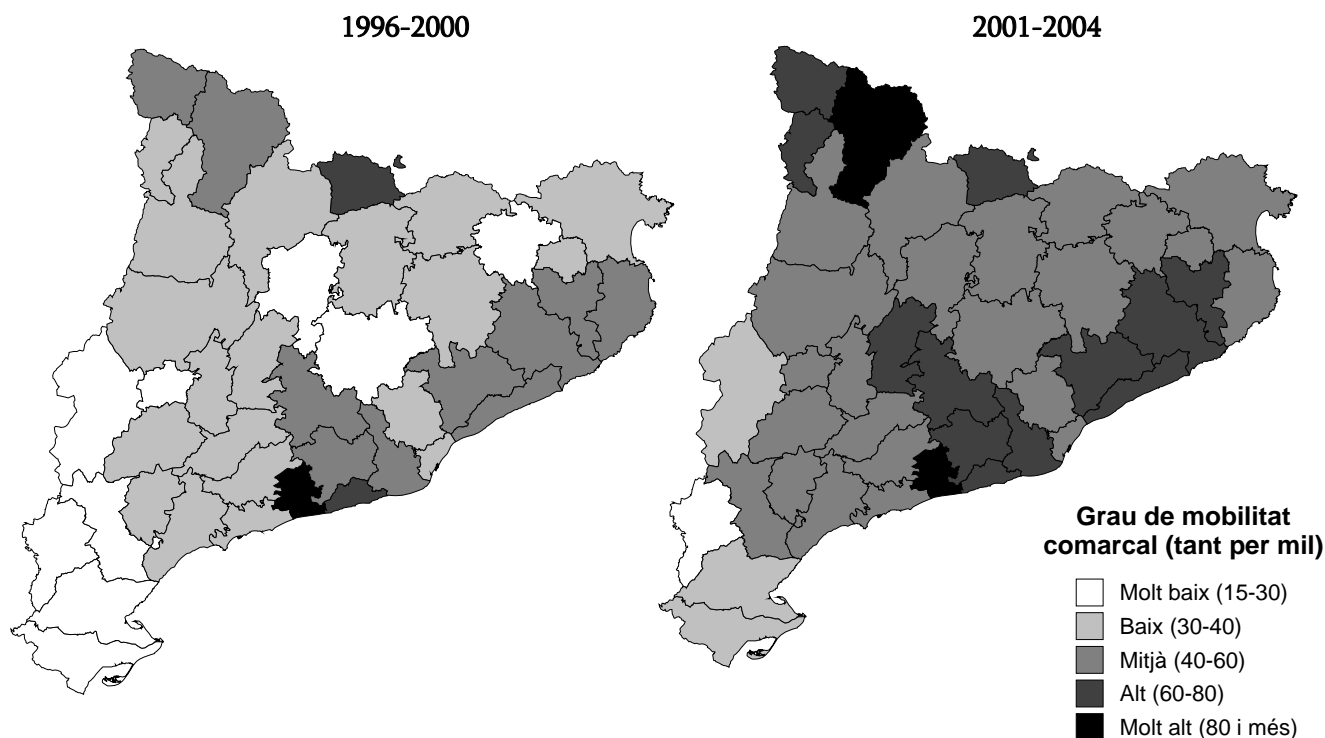 1996-2000
2001-2004
Grau de mobilitat
comarcal (tant per mil)
Molt baix (15-30)
Baix (30-40)
Mitjà (40-60)
Alt (60-80)
Molt alt (80 i més)